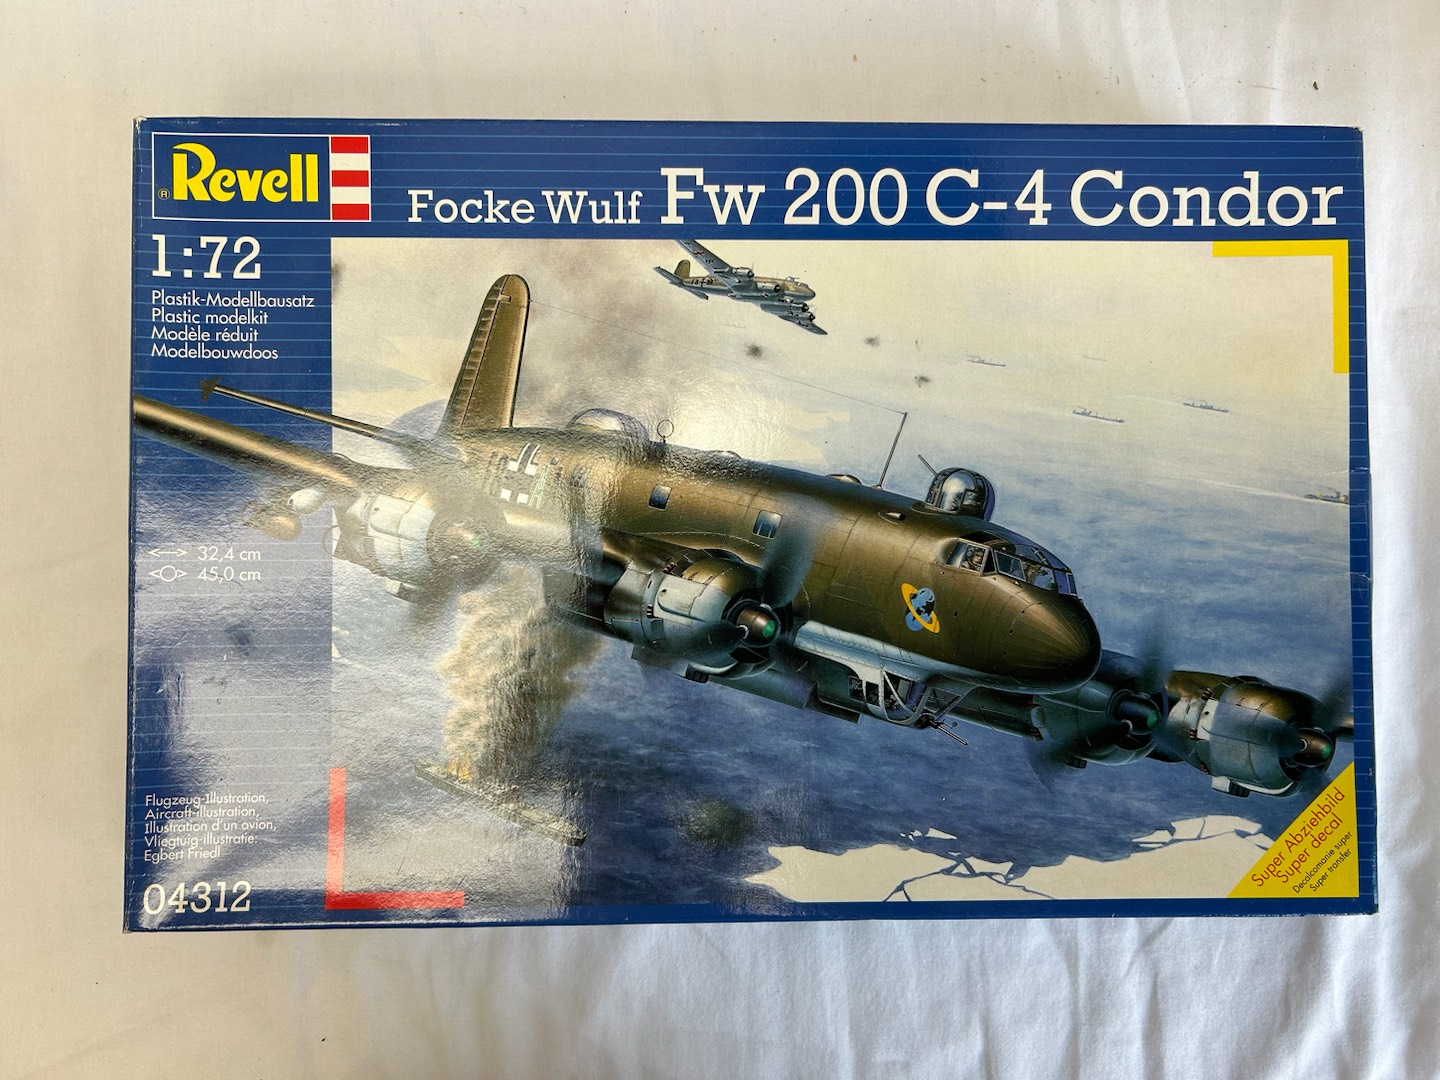 ® Revell
Focke Wulf Fw 200 C-4 Condor
1:72
Plastik-Modellbausatz
Plastic modelkit
Modèle réduit
Modelbouwdoos
32,4 cm
45,0 cm
Flugzeug-Illustration,
Aircraft-illustration,
Illustration d'un avion,
Vliegtuig-illustratie:
Egbert Friedl
04312
Super Abziehbild
Super decal
Decalcomanie super
Super transfer